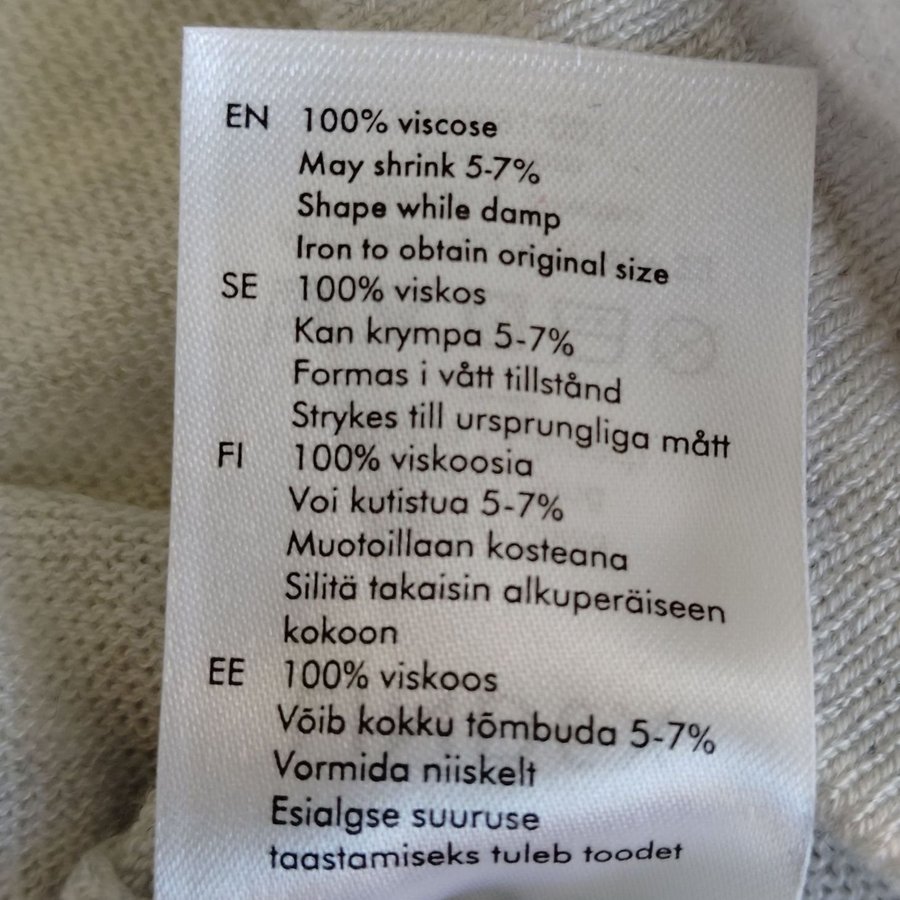 EN 100% viscose
May shrink 5-7%
Shape while damp
Iron to obtain original size
SE 100% viskos
Kan krympa 5-7%
Formas i vått tillstånd
Strykes till ursprungliga mått
FI 100% viskoosia
Voi kutistua 5-7%
Muotoillaan kosteana
Silitä takaisin alkuperäiseen
kokoon
EE 100% viskoos
Võib kokku tõmbuda 5-7%
Vormida niiskelt
Esialgse suuruse
taastamiseks tuleb toodet